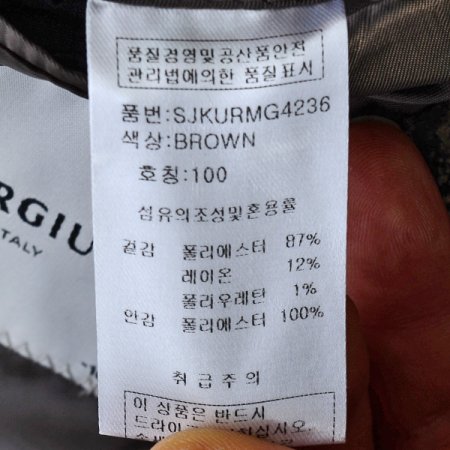 품질경영및공산품안전
관리법에의한 품질표시
품번:SJKURMG4236
색상:BROWN
호칭:100
섬유의조성및혼용률
겉감 폴리에스터 87%
레이온 12%
폴리우레탄 1%
안감 폴리에스터 100%
취급주의
이 상품은 반드시
RGIU
ITALY